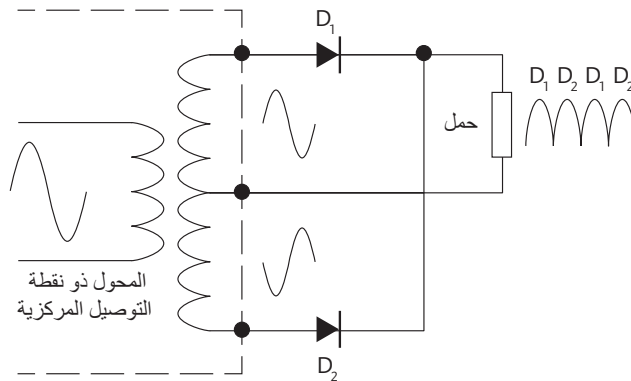 D₁
D₁ D₂ D₁ D₂
حمل
المحول ذو نقطة
التوصيل المركزية
D₂